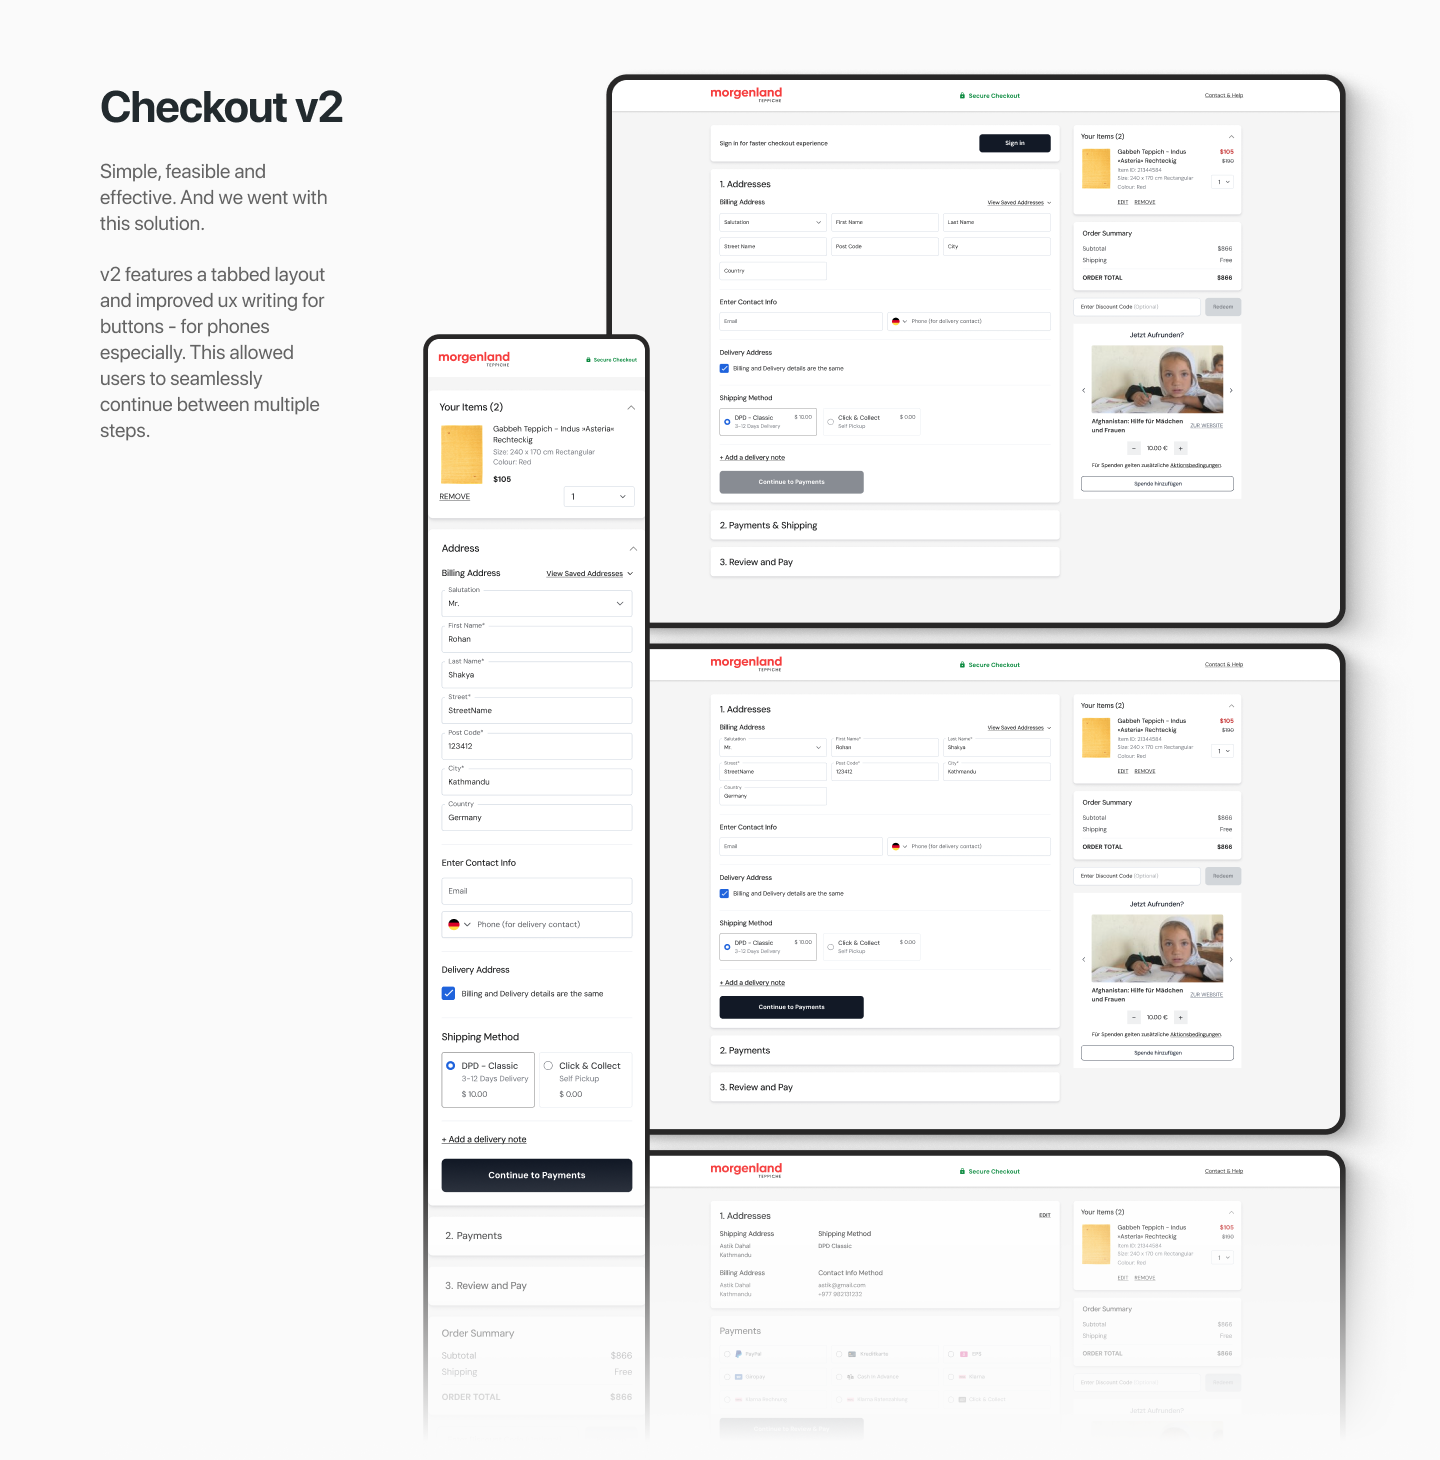 Checkout v2
Simple, feasible and
effective. And we went with
this solution.
v2 features a tabbed layout
and improved ux writing for
buttons - for phones
especially. This allowed
users to seamlessly
continue between multiple
steps.
morgenland
TEPPICHE
Secure Checkout
Your Items (2)
Gabbeh Teppich - Indus »Asteria«
Rechteckig
Size: 240 x 170 cm Rectangular
Colour: Red
$105
REMOVE
1
Address
Billing Address
View Saved Addresses
Salutation
Mr.
First Name*
Rohan
Last Name*
Shakya
Street*
StreetName
Post Code*
123412
City*
Kathmandu
Country
Germany
Enter Contact Info
Email
Phone (for delivery contact)
Delivery Address
Billing and Delivery details are the same
Shipping Method
DPD - Classic
3-12 Days Delivery
$ 10.00
Click & Collect
Self Pickup
$ 0.00
+ Add a delivery note
Continue to Payments
2. Payments
3. Review and Pay
Order Summary
Subtotal $866
Shipping Free
ORDER TOTAL $866
morgenland
TEPPICHE
Secure Checkout
Contact & Help
Sign in for faster checkout experience
Sign in
1. Addresses
Billing Address
View Saved Addresses
Salutation
First Name
Last Name
Street Name
Post Code
City
Country
Enter Contact Info
Email
Phone (for delivery contact)
Delivery Address
Billing and Delivery details are the same
Shipping Method
DPD - Classic $ 10.00
3-12 Days Delivery
Click & Collect $ 0.00
Self Pickup
+ Add a delivery note
Continue to Payments
2. Payments & Shipping
3. Review and Pay
Your Items (2)
Gabbeh Teppich - Indus $105
»Asteria« Rechteckig $190
Item ID: 21344584
Size: 240 x 170 cm Rectangular
Colour: Red
1
EDIT REMOVE
Order Summary
Subtotal $866
Shipping Free
ORDER TOTAL $866
Enter Discount Code (Optional)
Redeem
Jetzt Aufrunden?
Afghanistan: Hilfe für Mädchen
und Frauen
ZUR WEBSITE
- 10.00 € +
Für Spenden gelten zusätzliche Aktionsbedingungen.
Spende hinzufügen
morgenland
TEPPICHE
Secure Checkout
Contact & Help
1. Addresses
Billing Address
View Saved Addresses
Salutation
Mr.
First Name*
Rohan
Last Name*
Shakya
Street*
StreetName
Post Code*
123412
City*
Kathmandu
Country
Germany
Enter Contact Info
Email
Phone (for delivery contact)
Delivery Address
Billing and Delivery details are the same
Shipping Method
DPD - Classic $ 10.00
3-12 Days Delivery
Click & Collect $ 0.00
Self Pickup
+ Add a delivery note
Continue to Payments
2. Payments
3. Review and Pay
Your Items (2)
Gabbeh Teppich - Indus $105
»Asteria« Rechteckig $190
Item ID: 21344584
Size: 240 x 170 cm Rectangular
Colour: Red
1
EDIT REMOVE
Order Summary
Subtotal $866
Shipping Free
ORDER TOTAL $866
Enter Discount Code (Optional)
Redeem
Jetzt Aufrunden?
Afghanistan: Hilfe für Mädchen
und Frauen
ZUR WEBSITE
- 10.00 € +
Für Spenden gelten zusätzliche Aktionsbedingungen.
Spende hinzufügen
morgenland
TEPPICHE
Secure Checkout
Contact & Help
1. Addresses
EDIT
Shipping Address
Astik Dahal
Kathmandu
Shipping Method
DPD Classic
Billing Address
Astik Dahal
Kathmandu
Contact Info Method
astik@gmail.com
+977 982131232
Payments
PayPal
Kreditkarte
Klarna
Your Items (2)
Gabbeh Teppich - Indus $105
»Asteria« Rechteckig $190
Item ID: 21344584
Size: 240 x 170 cm Rectangular
Colour: Red
1
EDIT REMOVE
Order Summary
Subtotal $866
Shipping Free
ORDER TOTAL $866
Enter Discount Code (Optional)
Redeem
Jetzt Aufrunden?